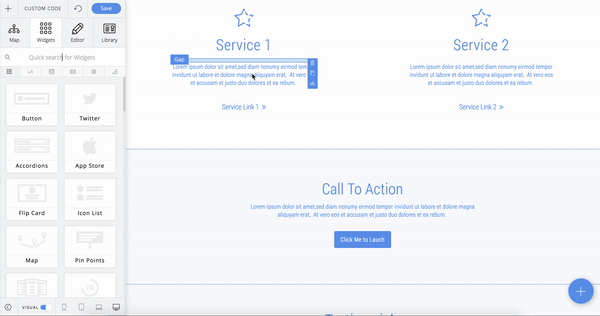 CUSTOM CODE
Save
Map
Widgets
Editor
Library
Quick search for Widgets
Button
Twitter
Accordions
App Store
Flip Card
Icon List
Map
Pin Points
VISUAL
Service 1
Gap
Lorem ipsum dolor sit amet,sed diam nonumy eirmod tem
invidunt ut labore et dolore magna aliquyam erat, At vero
et accusam et justo duo dolores et ea rebum.
Service Link 1 »
Service 2
Lorem ipsum dolor sit amet,sed diam nonumy eirmod tempor
invidunt ut labore et dolore magna aliquyam erat, At vero eos
et accusam et justo duo dolores et ea rebum.
Service Link 2 »
Call To Action
Lorem ipsum dolor sit amet,sed diam nonumy eirmod tempor invidunt ut labore et dolore magna
aliquyam erat, At vero eos et accusam et justo duo dolores et ea rebum.
Click Me to Lauch